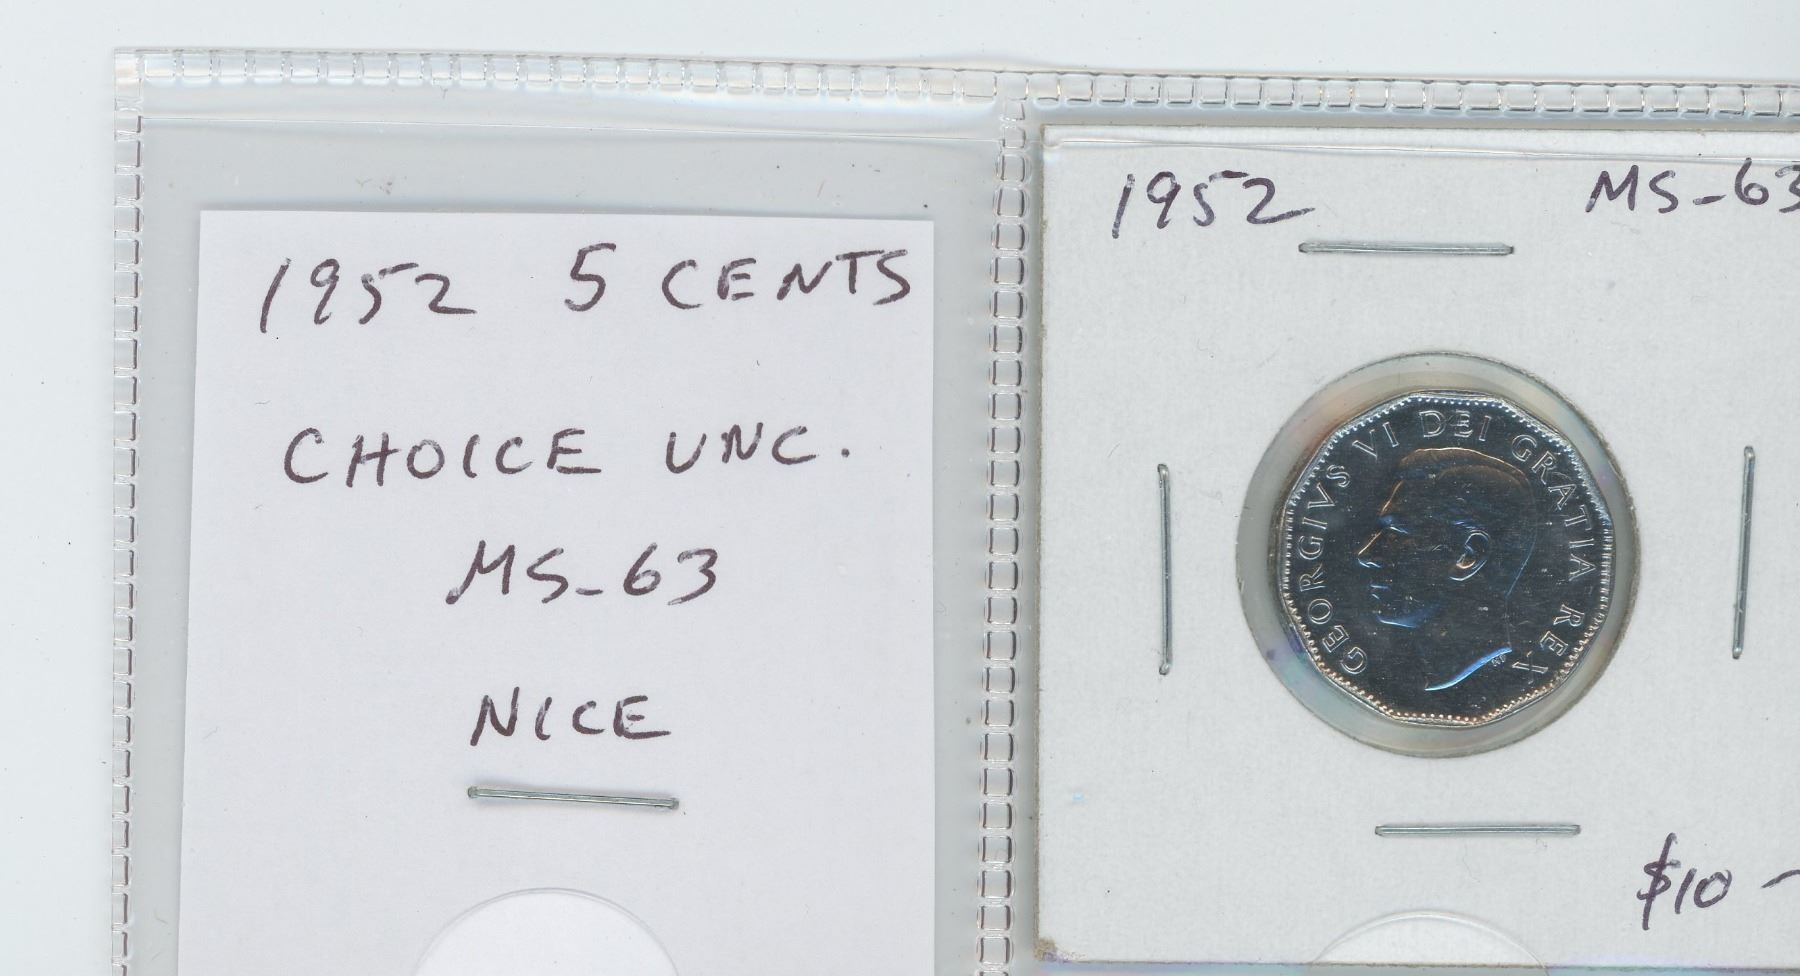 1952 5 CENTS
CHOICE UNC.
MS-63
NICE
1952 MS-63
GEORGIVS VI DEI GRATIA REX
$10 -